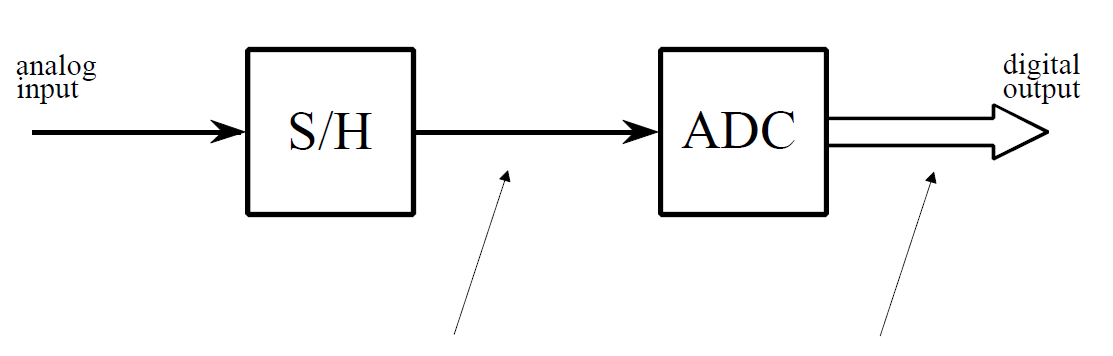 analog
input
S/H
ADC
digital
output